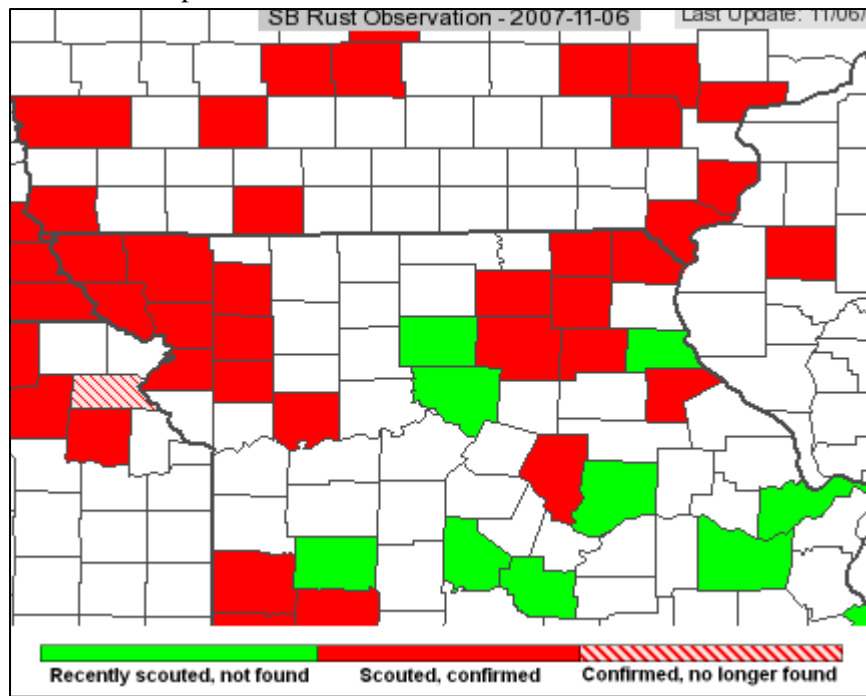 SB Rust Observation - 2007-11-06
Last Update: 11/06/
Recently scouted, not found
Scouted, confirmed
Confirmed, no longer found